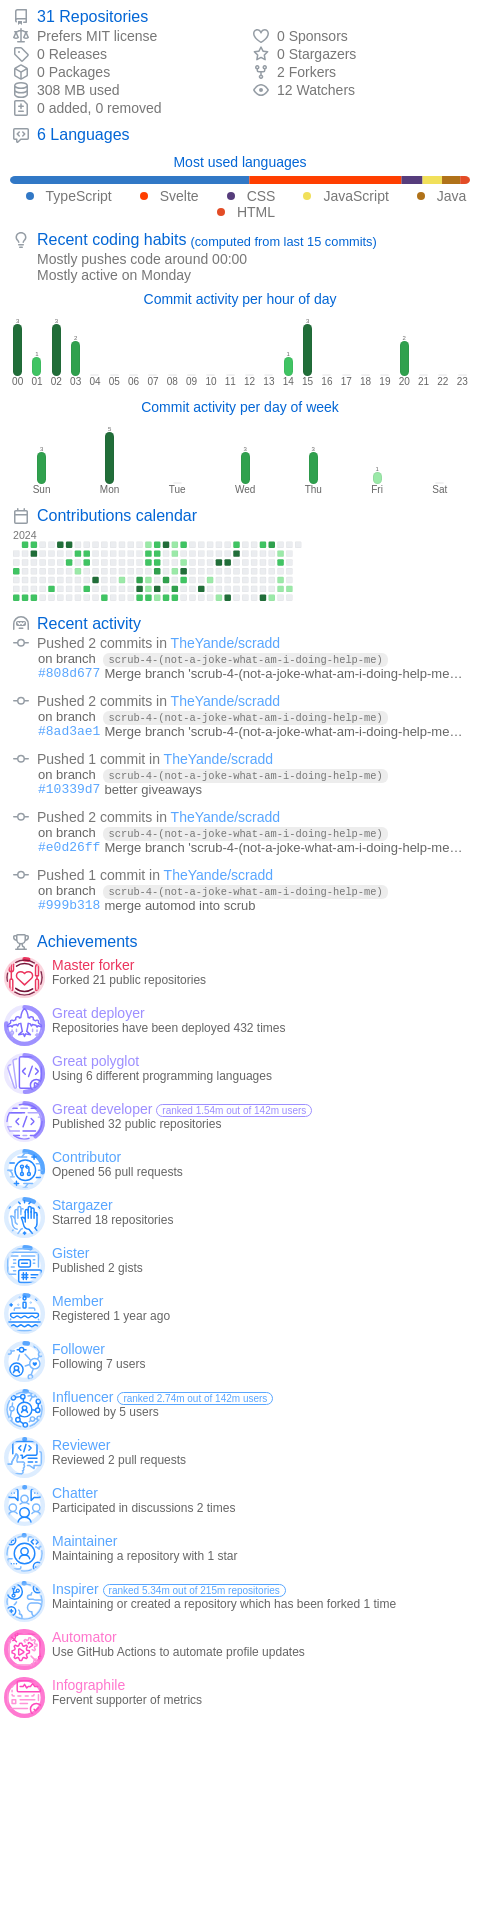 31 Repositories
Prefers MIT license
0 Sponsors
0 Releases
0 Stargazers
0 Packages
2 Forkers
308 MB used
12 Watchers
0 added, 0 removed
6 Languages
Most used languages
TypeScript Svelte CSS JavaScript Java
HTML
Recent coding habits (computed from last 15 commits)
Mostly pushes code around 00:00
Mostly active on Monday
Commit activity per hour of day
3 1 3 2 1 3 2
00 01 02 03 04 05 06 07 08 09 10 11 12 13 14 15 16 17 18 19 20 21 22 23
Commit activity per day of week
3 5 3 3 1
Sun Mon Tue Wed Thu Fri Sat
Contributions calendar
2024
Recent activity
Pushed 2 commits in TheYande/scradd
on branch scrub-4-(not-a-joke-what-am-i-doing-help-me)
#808d677 Merge branch 'scrub-4-(not-a-joke-what-am-i-doing-help-me…
Pushed 2 commits in TheYande/scradd
on branch scrub-4-(not-a-joke-what-am-i-doing-help-me)
#8ad3ae1 Merge branch 'scrub-4-(not-a-joke-what-am-i-doing-help-me…
Pushed 1 commit in TheYande/scradd
on branch scrub-4-(not-a-joke-what-am-i-doing-help-me)
#10339d7 better giveaways
Pushed 2 commits in TheYande/scradd
on branch scrub-4-(not-a-joke-what-am-i-doing-help-me)
#e0d26ff Merge branch 'scrub-4-(not-a-joke-what-am-i-doing-help-me…
Pushed 1 commit in TheYande/scradd
on branch scrub-4-(not-a-joke-what-am-i-doing-help-me)
#999b318 merge automod into scrub
Achievements
Master forker
Forked 21 public repositories
Great deployer
Repositories have been deployed 432 times
Great polyglot
Using 6 different programming languages
Great developer ranked 1.54m out of 142m users
Published 32 public repositories
Contributor
Opened 56 pull requests
Stargazer
Starred 18 repositories
Gister
Published 2 gists
Member
Registered 1 year ago
Follower
Following 7 users
Influencer ranked 2.74m out of 142m users
Followed by 5 users
Reviewer
Reviewed 2 pull requests
Chatter
Participated in discussions 2 times
Maintainer
Maintaining a repository with 1 star
Inspirer ranked 5.34m out of 215m repositories
Maintaining or created a repository which has been forked 1 time
Automator
Use GitHub Actions to automate profile updates
Infographile
Fervent supporter of metrics